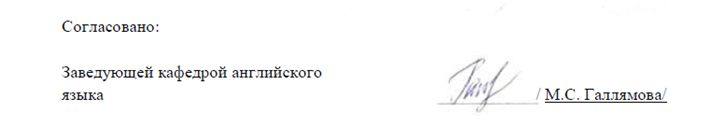 Согласовано:
Заведующей кафедрой английского
языка / М.С. Галлямова/